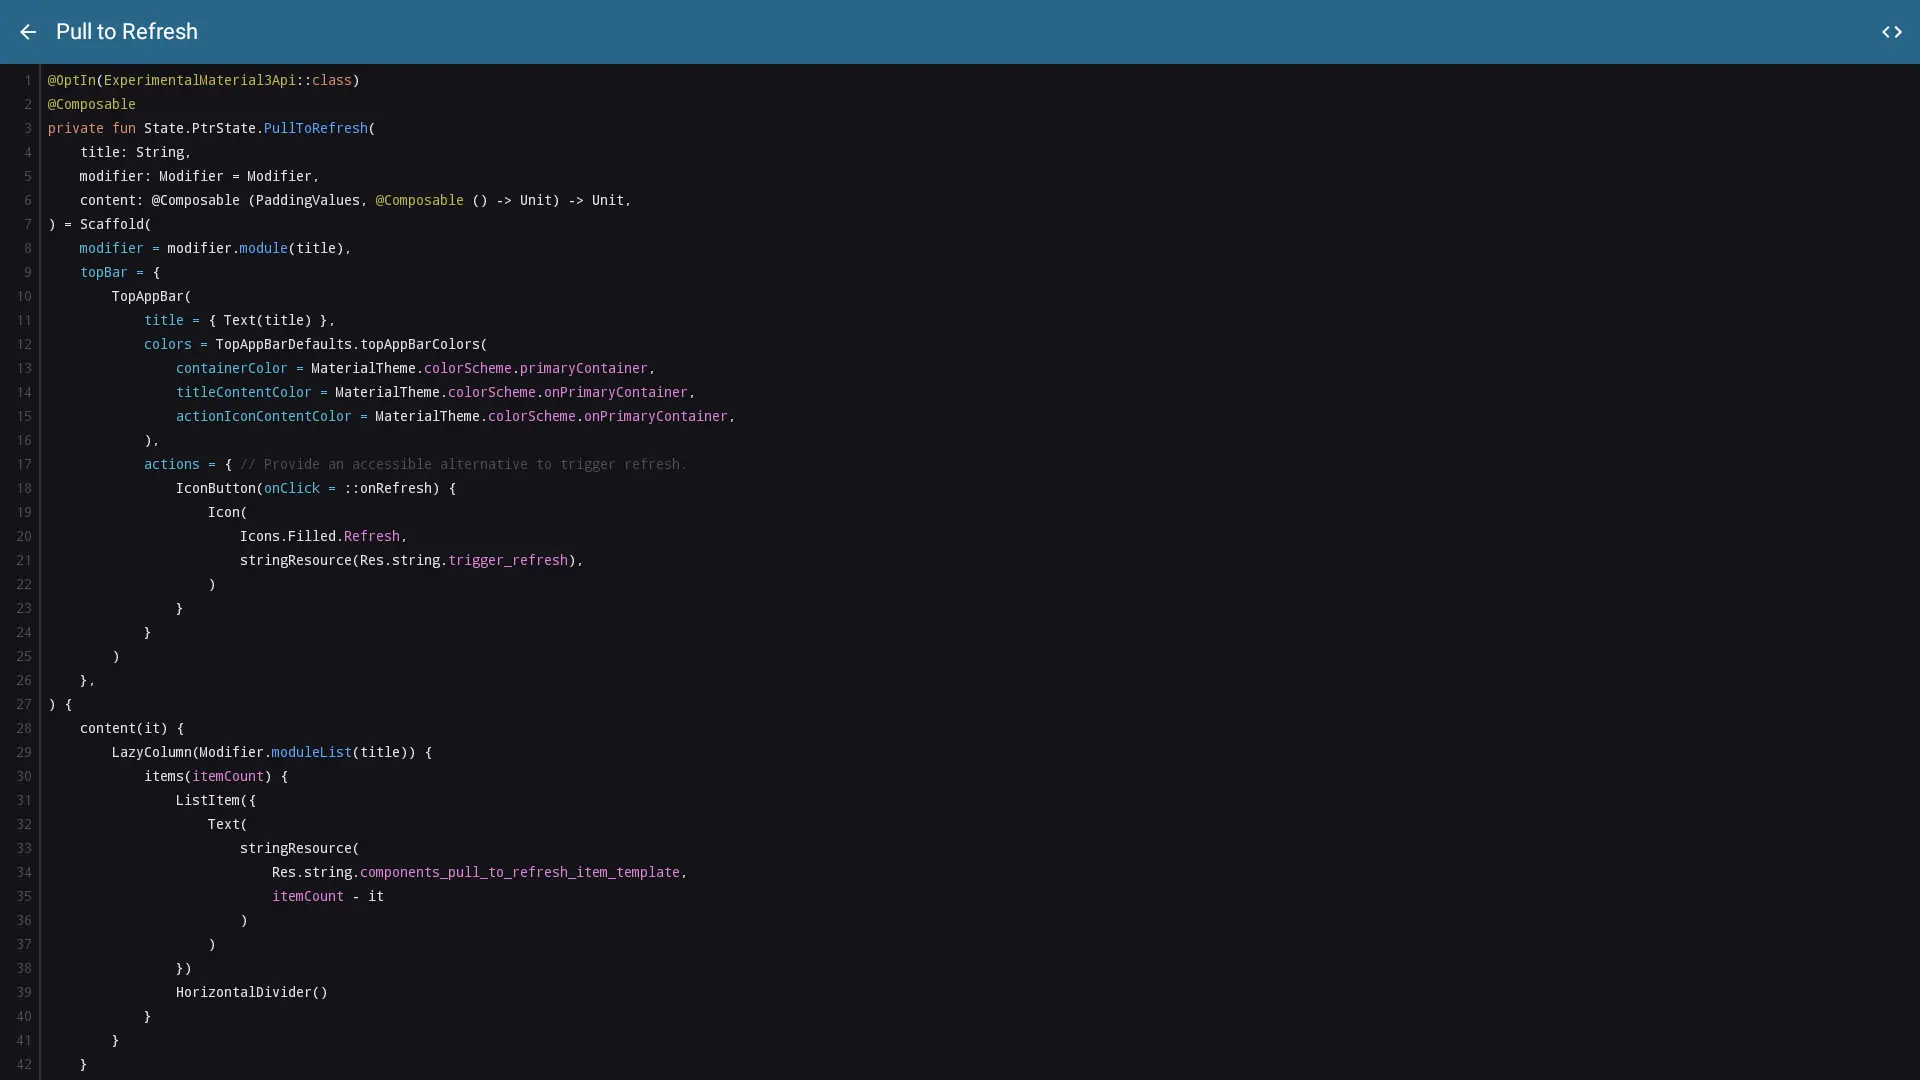 Pull to Refresh
1 @OptIn(ExperimentalMaterial3Api::class)
2 @Composable
3 private fun State.PtrState.PullToRefresh(
4     title: String,
5     modifier: Modifier = Modifier,
6     content: @Composable (PaddingValues, @Composable () -> Unit) -> Unit,
7 ) = Scaffold(
8     modifier = modifier.module(title),
9     topBar = {
10         TopAppBar(
11             title = { Text(title) },
12             colors = TopAppBarDefaults.topAppBarColors(
13                 containerColor = MaterialTheme.colorScheme.primaryContainer,
14                 titleContentColor = MaterialTheme.colorScheme.onPrimaryContainer,
15                 actionIconContentColor = MaterialTheme.colorScheme.onPrimaryContainer,
16             ),
17             actions = { // Provide an accessible alternative to trigger refresh.
18                 IconButton(onClick = ::onRefresh) {
19                     Icon(
20                         Icons.Filled.Refresh,
21                         stringResource(Res.string.trigger_refresh),
22                     )
23                 }
24             }
25         )
26     },
27 ) {
28     content(it) {
29         LazyColumn(Modifier.moduleList(title)) {
30             items(itemCount) {
31                 ListItem({
32                     Text(
33                         stringResource(
34                             Res.string.components_pull_to_refresh_item_template,
35                             itemCount - it
36                         )
37                     )
38                 })
39                 HorizontalDivider()
40             }
41         }
42     }